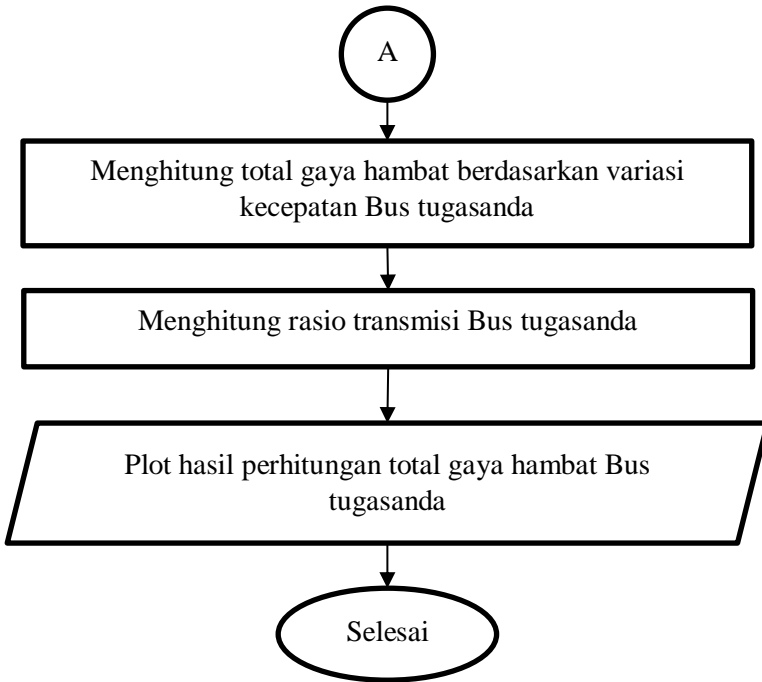 A
Menghitung total gaya hambat berdasarkan variasi
kecepatan Bus tugasanda
Menghitung rasio transmisi Bus tugasanda
Plot hasil perhitungan total gaya hambat Bus
tugasanda
Selesai